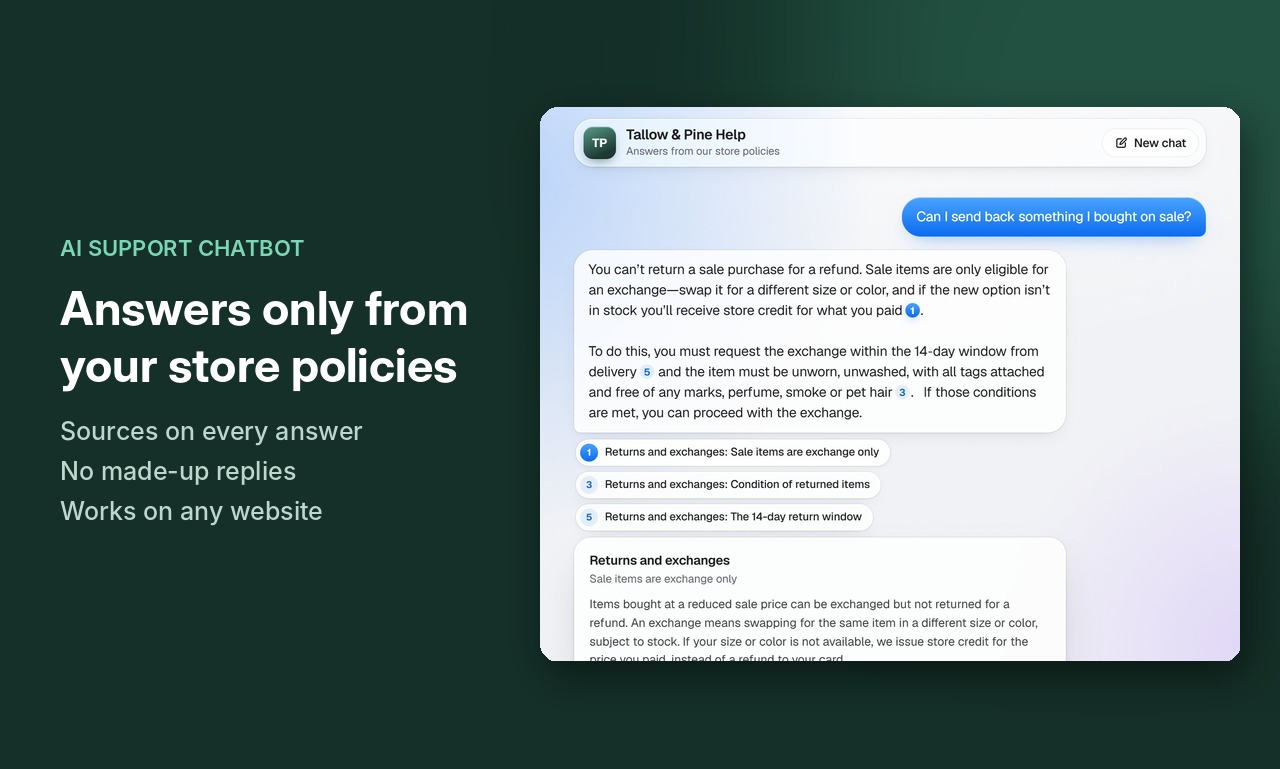 AI SUPPORT CHATBOT
Answers only from
your store policies
Sources on every answer
No made-up replies
Works on any website
TP
Tallow & Pine Help
Answers from our store policies
New chat
Can I send back something I bought on sale?
You can’t return a sale purchase for a refund. Sale items are only eligible for
an exchange—swap it for a different size or color, and if the new option isn’t
in stock you'll receive store credit for what you paid 1.
To do this, you must request the exchange within the 14-day window from
delivery 5 and the item must be unworn, unwashed, with all tags attached
and free of any marks, perfume, smoke or pet hair 3. If those conditions
are met, you can proceed with the exchange.
1 Returns and exchanges: Sale items are exchange only
3 Returns and exchanges: Condition of returned items
5 Returns and exchanges: The 14-day return window
Returns and exchanges
Sale items are exchange only
Items bought at a reduced sale price can be exchanged but not returned for a
refund. An exchange means swapping for the same item in a different size or color,
subject to stock. If your size or color is not available, we issue store credit for the
price you paid, instead of a refund to your card.